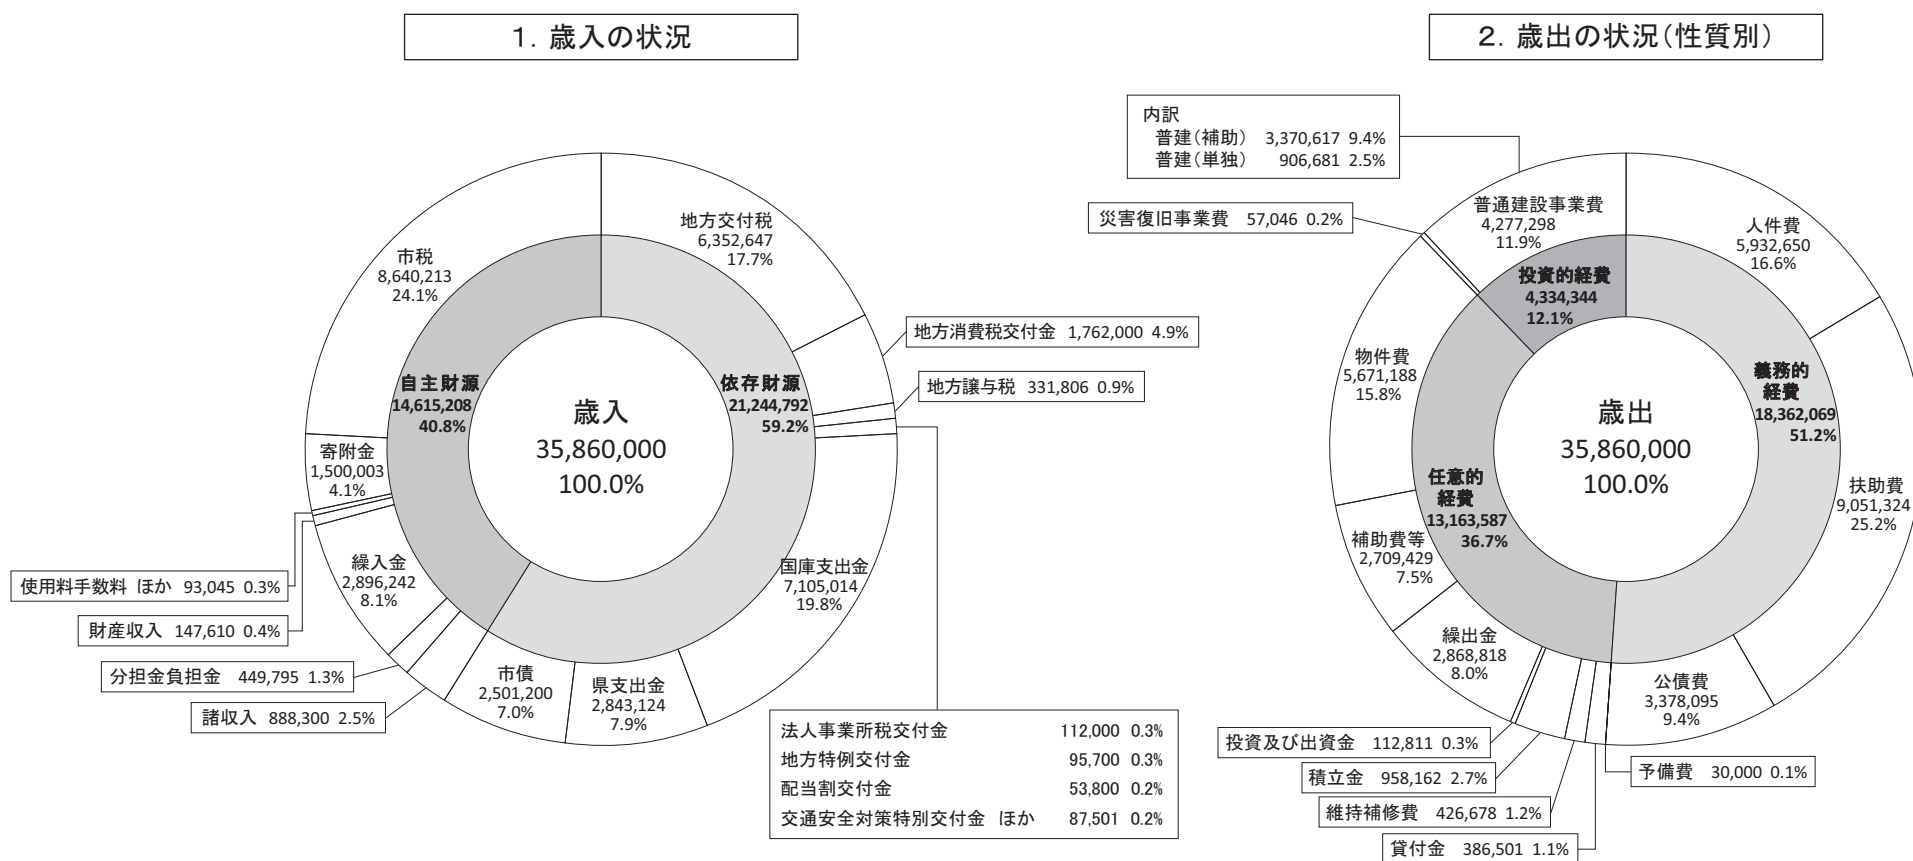 1. 歳入の状況
地方交付税
6,352,647
17.7%
地方消費税交付金 1,762,000 4.9%
地方譲与税 331,806 0.9%
法人事業所税交付金 112,000 0.3%
地方特例交付金 95,700 0.3%
配当割交付金 53,800 0.2%
交通安全対策特別交付金 ほか 87,501 0.2%
国庫支出金
7,105,014
19.8%
県支出金
2,843,124
7.9%
市債
2,501,200
7.0%
諸収入 888,300 2.5%
分担金負担金 449,795 1.3%
繰入金
2,896,242
8.1%
財産収入 147,610 0.4%
使用料手数料 ほか 93,045 0.3%
寄附金
1,500,003
4.1%
市税
8,640,213
24.1%
自主財源
14,615,208
40.8%
依存財源
21,244,792
59.2%
歳入
35,860,000
100.0%
2. 歳出の状況(性質別)
内訳
普建(補助) 3,370,617 9.4%
普建(単独) 906,681 2.5%
災害復旧事業費 57,046 0.2%
普通建設事業費
4,277,298
11.9%
人件費
5,932,650
16.6%
扶助費
9,051,324
25.2%
公債費
3,378,095
9.4%
予備費 30,000 0.1%
貸付金 386,501 1.1%
維持補修費 426,678 1.2%
積立金 958,162 2.7%
投資及び出資金 112,811 0.3%
繰出金
2,868,818
8.0%
補助費等
2,709,429
7.5%
物件費
5,671,188
15.8%
投資的経費
4,334,344
12.1%
義務的
経費
18,362,069
51.2%
任意的
経費
13,163,587
36.7%
歳出
35,860,000
100.0%